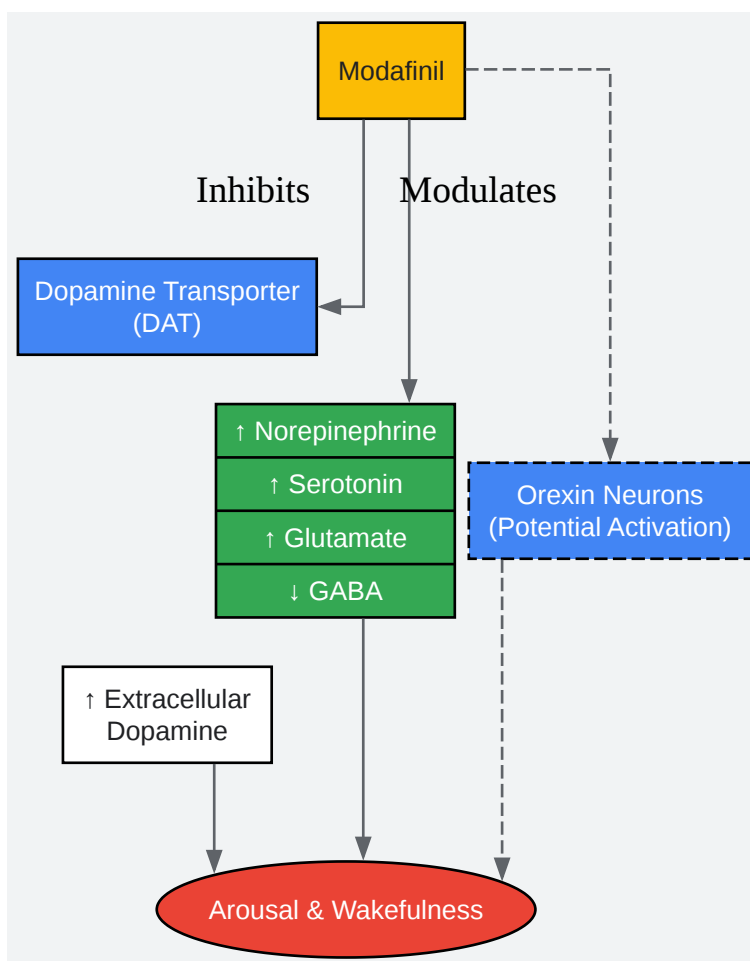 Modafinil
Inhibits
Modulates
Dopamine Transporter
(DAT)
↑ Norepinephrine
↑ Serotonin
↑ Glutamate
↓ GABA
Orexin Neurons
(Potential Activation)
↑ Extracellular
Dopamine
Arousal & Wakefulness